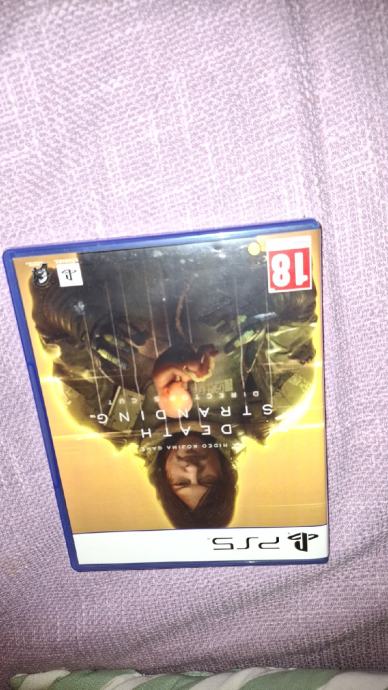 PS5
A HIDEO KOJIMA GAME
DEATH
STRANDING
DIRECTOR'S CUT
18